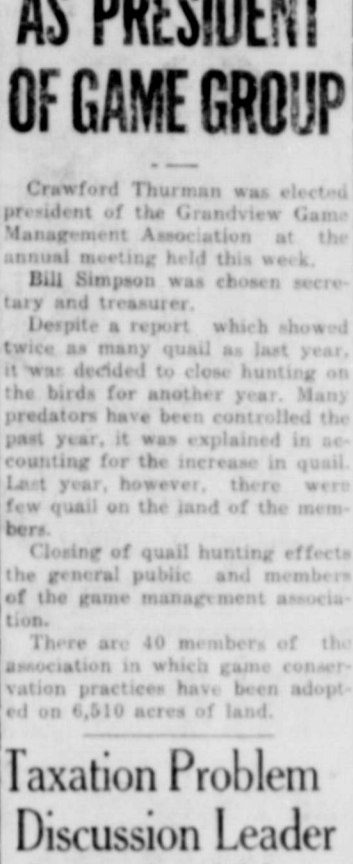 AS PRESIDENT
OF GAME GROUP
Crawford Thurman was elected
president of the Grandview Game
Management Association at the
annual meeting held this week.
Bill Simpson was chosen secre-
tary and treasurer.
Despite a report which showed
twice as many quail as last year,
it was decided to close hunting on
the birds for another year. Many
predators have been controlled the
past year, it was explained in ac-
counting for the increase in quail.
Last year, however, there were
few quail on the land of the mem-
bers.
Closing of quail hunting effects
the general public and members
of the game management associa-
tion.
There are 40 members of the
association in which game conser-
vation practices have been adopt-
ed on 6,510 acres of land.
Taxation Problem
Discussion Leader